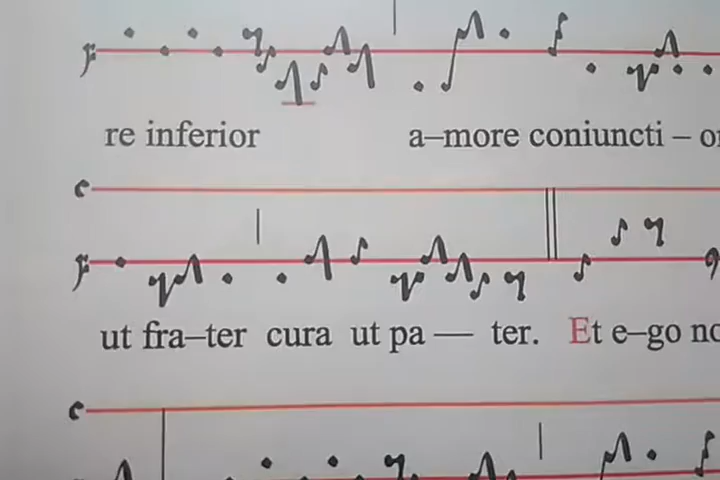 re inferior a–more coniuncti –
ut fra–ter cura ut pa — ter. Et e–go